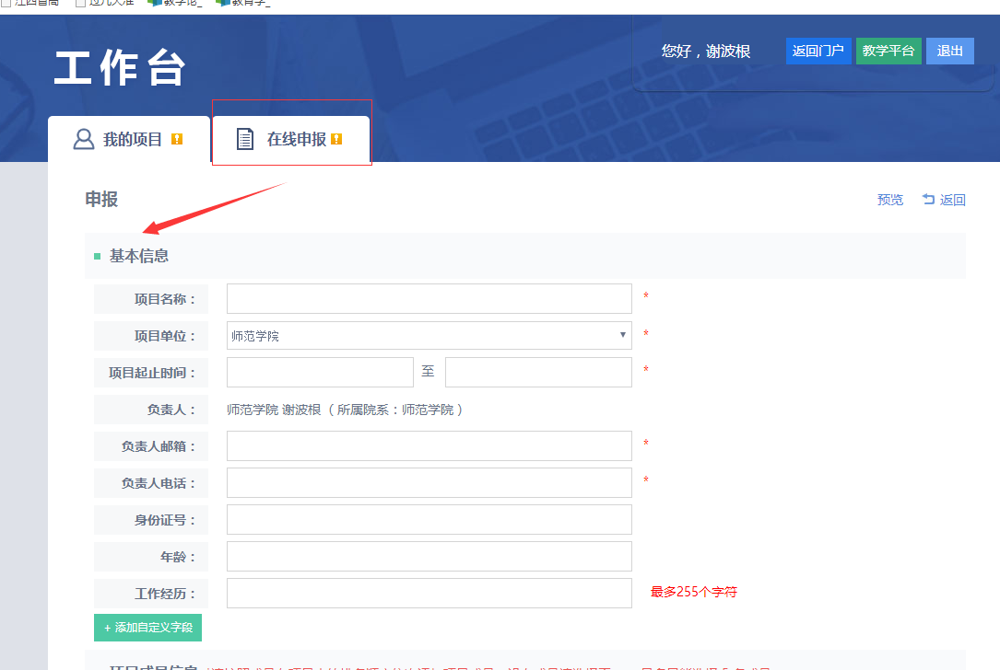 教学论_ 教育学_
工作台
您好，谢波根 返回门户 教学平台 退出
我的项目 在线申报
申报 预览 返回
基本信息
项目名称： *
项目单位： 师范学院 *
项目起止时间： 至 *
负责人： 师范学院 谢波根（所属院系：师范学院）
负责人邮箱： *
负责人电话： *
身份证号：
年龄：
工作经历： 最多255个字符
+ 添加自定义字段